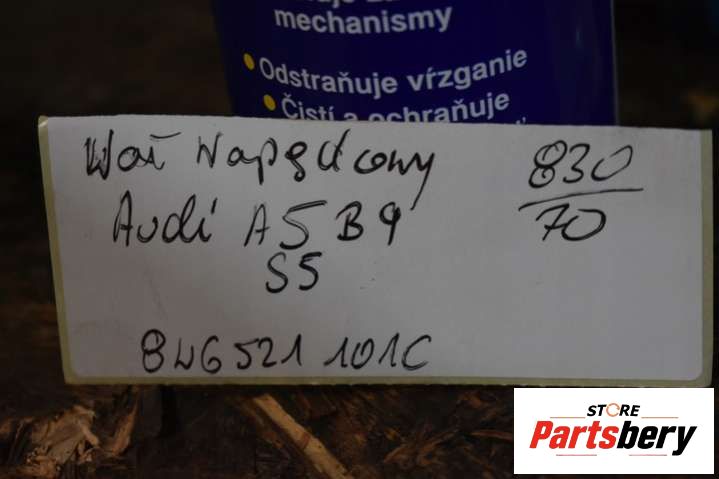 mechanismy
Odstraňuje vŕzganie
Čistí a ochraňuje
Wał Napędowy
Audi A5 B9
S5
830
70
8W6521101C
STORE
Partsbery